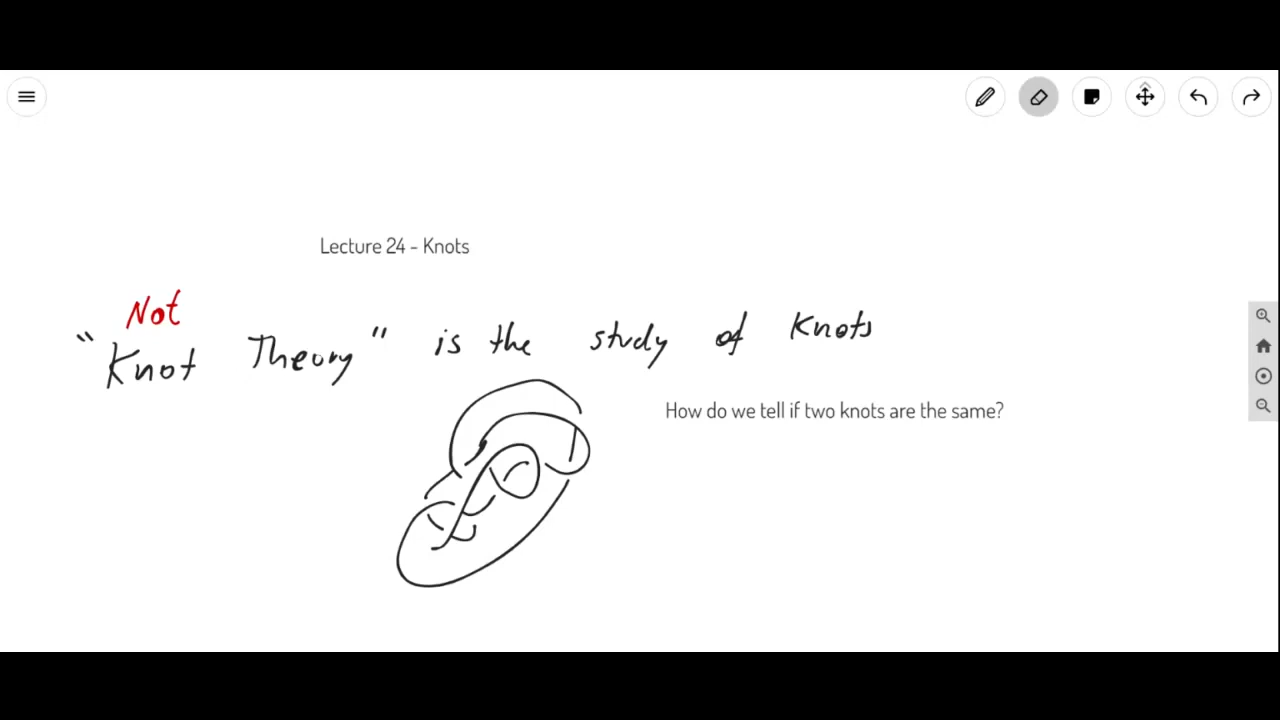 Lecture 24 - Knots
Not
"Knot Theory" is the study of Knots
How do we tell if two knots are the same?